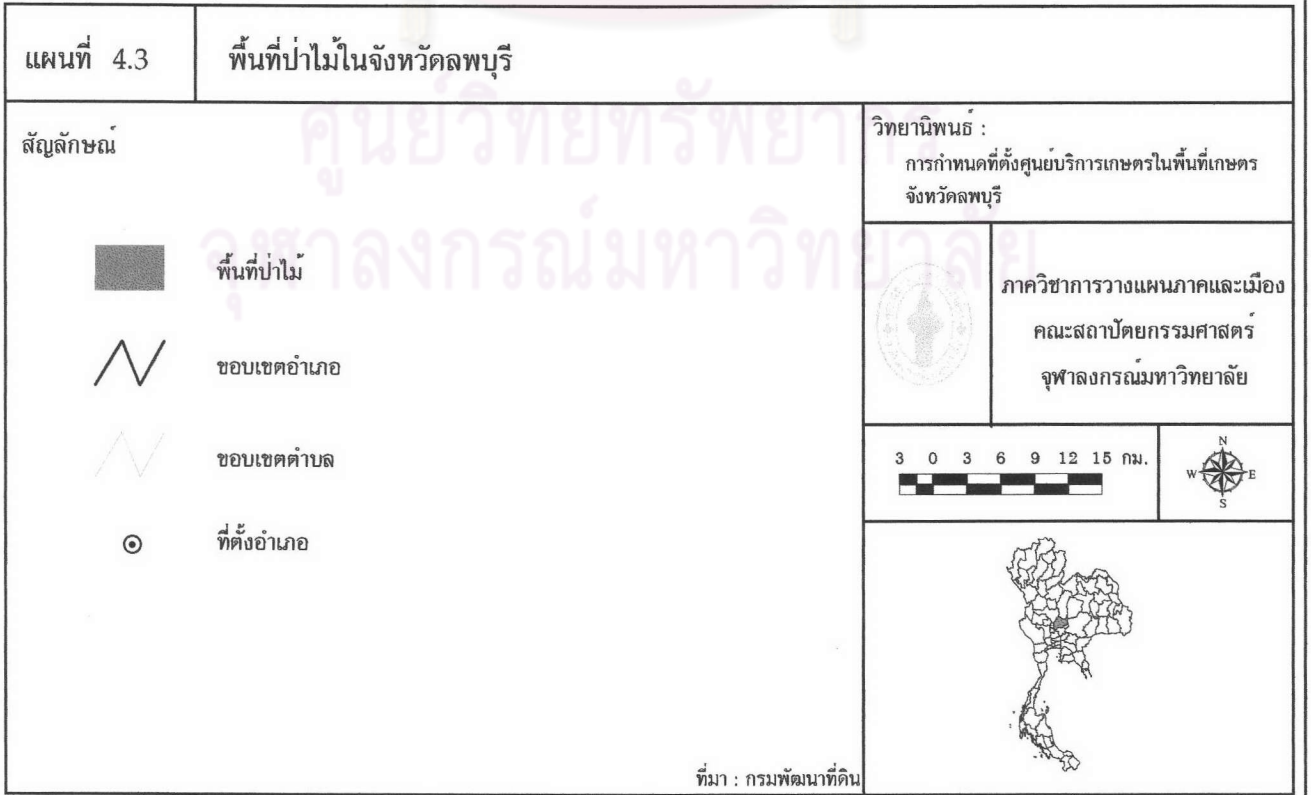 แผนที่ 4.3
พื้นที่ป่าไม้ในจังหวัดลพบุรี
ศูนย์วิทยทรัพยากร
จุฬาลงกรณ์มหาวิทยาลัย
สัญลักษณ์
พื้นที่ป่าไม้
ขอบเขตอำเภอ
ขอบเขตตำบล
ที่ตั้งอำเภอ
ที่มา : กรมพัฒนาที่ดิน
วิทยานิพนธ์ :
การกำหนดที่ตั้งศูนย์บริการเกษตรในพื้นที่เกษตร
จังหวัดลพบุรี
ภาควิชาการวางแผนภาคและเมือง
คณะสถาปัตยกรรมศาสตร์
จุฬาลงกรณ์มหาวิทยาลัย
3 0 3 6 9 12 15 กม.
N
W E
S